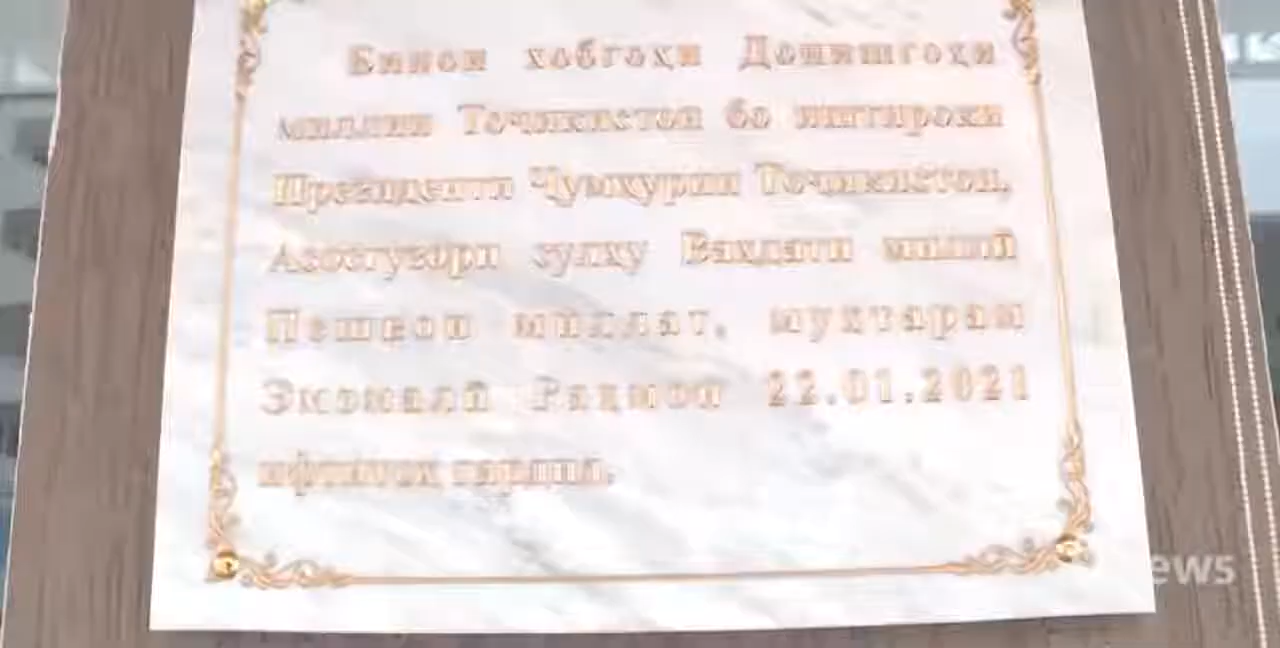 Бинои хобгоҳи Донишгоҳи
миллии Тоҷикистон бо иштироки
Президенти Ҷумҳурии Тоҷикистон,
Асосгузори сулҳу Ваҳдати миллӣ
Пешвои миллат, муҳтарам
Эмомалӣ Раҳмон 22.01.2021
ифтитоҳ
ews